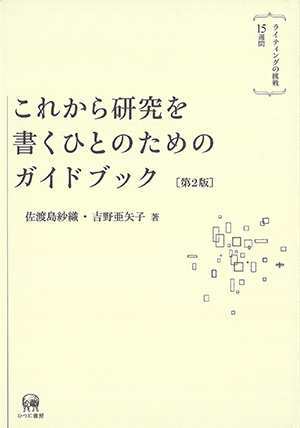 ライティングの挑戦
15週間
これから研究を
書くひとのための
ガイドブック [第2版]
佐渡島紗織・吉野亜矢子 著
ひつじ書房